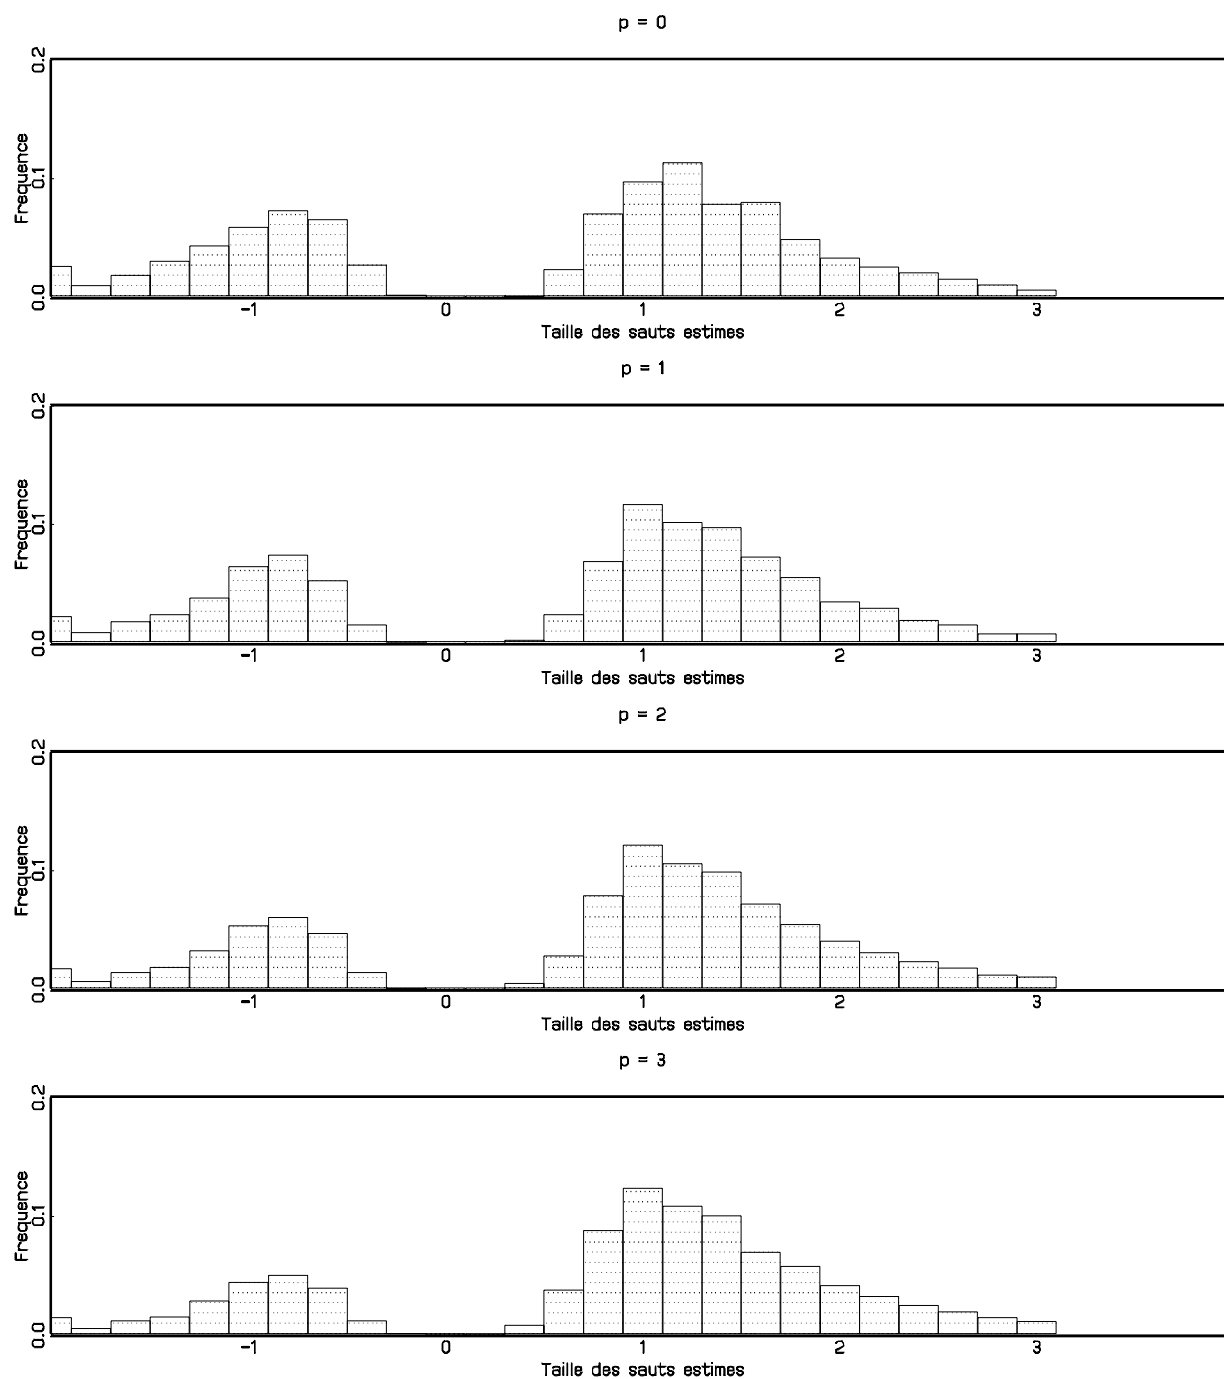 p = 0
0.2
Frequence
0.1
0.0
-1 0 1 2 3
Taille des sauts estimes
p = 1
0.2
Frequence
0.1
0.0
-1 0 1 2 3
Taille des sauts estimes
p = 2
0.2
Frequence
0.1
0.0
-1 0 1 2 3
Taille des sauts estimes
p = 3
0.2
Frequence
0.1
0.0
-1 0 1 2 3
Taille des sauts estimes